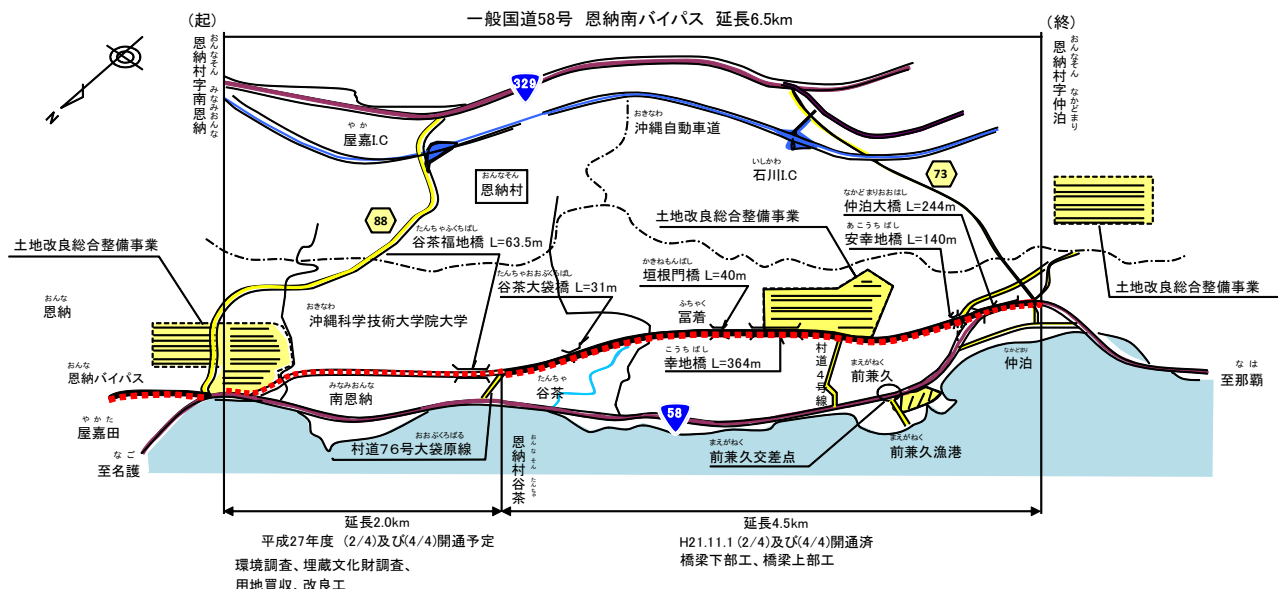 一般国道58号 恩納南バイパス 延長6.5km
（起）
（終）
おんなそん みなみおんな
恩納村字南恩納
おんなそん なかどまり
恩納村字仲泊
N
329
やか
屋嘉I.C
おきなわ
沖縄自動車道
いしかわ
石川I.C
おんなそん
恩納村
73
88
なかどまりおおはし
仲泊大橋 L=244m
土地改良総合整備事業
あこうちばし
安幸地橋 L=140m
たんちゃふくちばし
谷茶福地橋 L=63.5m
土地改良総合整備事業
かきねもんばし
垣根門橋 L=40m
たんちゃおおぶくろばし
谷茶大袋橋 L=31m
土地改良総合整備事業
おんな
恩納
おきなわ
沖縄科学技術大学院大学
ふちゃく
冨着
こうちばし
幸地橋 L=364m
村道4号線
まえがねく
前兼久
なかどまり
仲泊
おんな
恩納バイパス
みなみおんな
南恩納
たんちゃ
谷茶
なは
至那覇
やかた
屋嘉田
58
なご
至名護
おおぶくろばる
村道76号大袋原線
おんなそん たんちゃ
恩納村谷茶
まえがねく
前兼久交差点
まえがねく
前兼久漁港
延長2.0km
延長4.5km
平成27年度 (2/4)及び(4/4)開通予定
H21.11.1 (2/4)及び(4/4)開通済
環境調査、埋蔵文化財調査、
用地買収、改良工
橋梁下部工、橋梁上部工